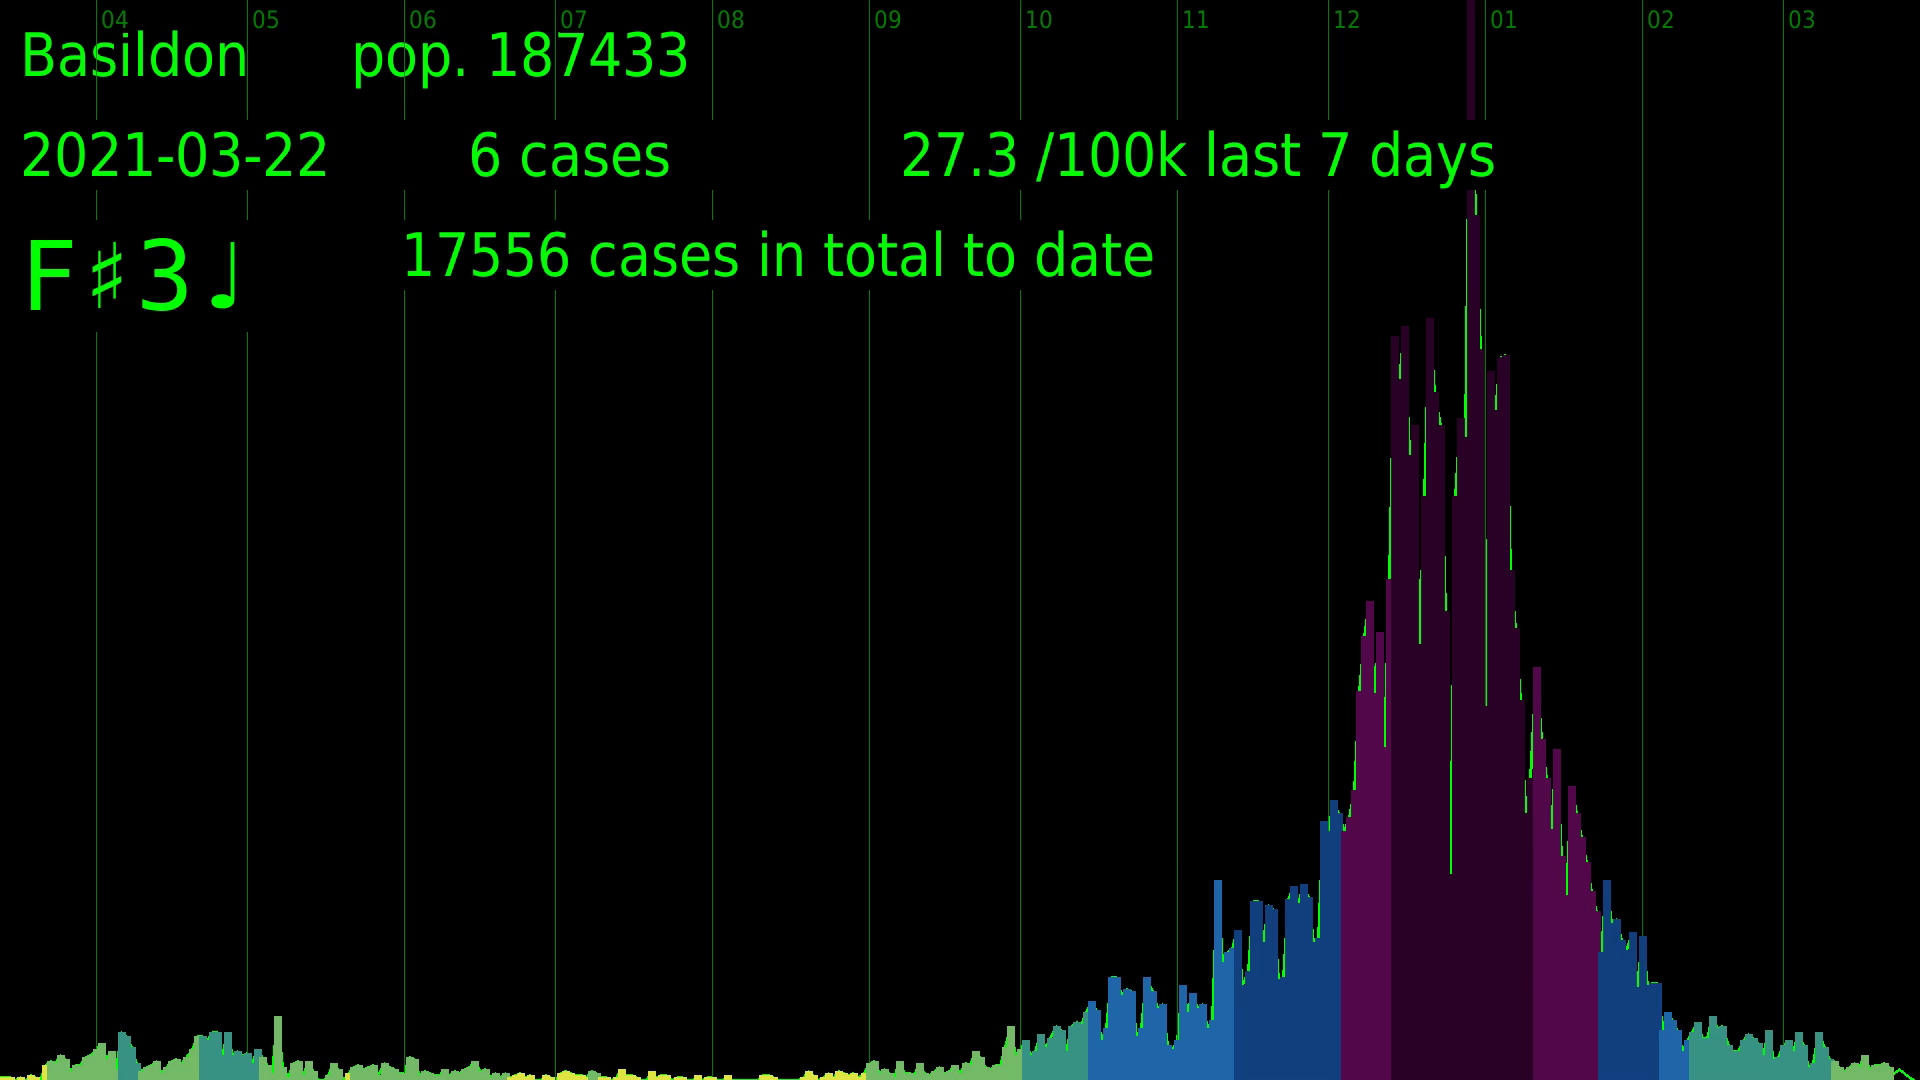 04 05 06 07 08 09 10 11 12 01 02 03
Basildon pop. 187433
2021-03-22 6 cases 27.3 /100k last 7 days
F♯3♩ 17556 cases in total to date